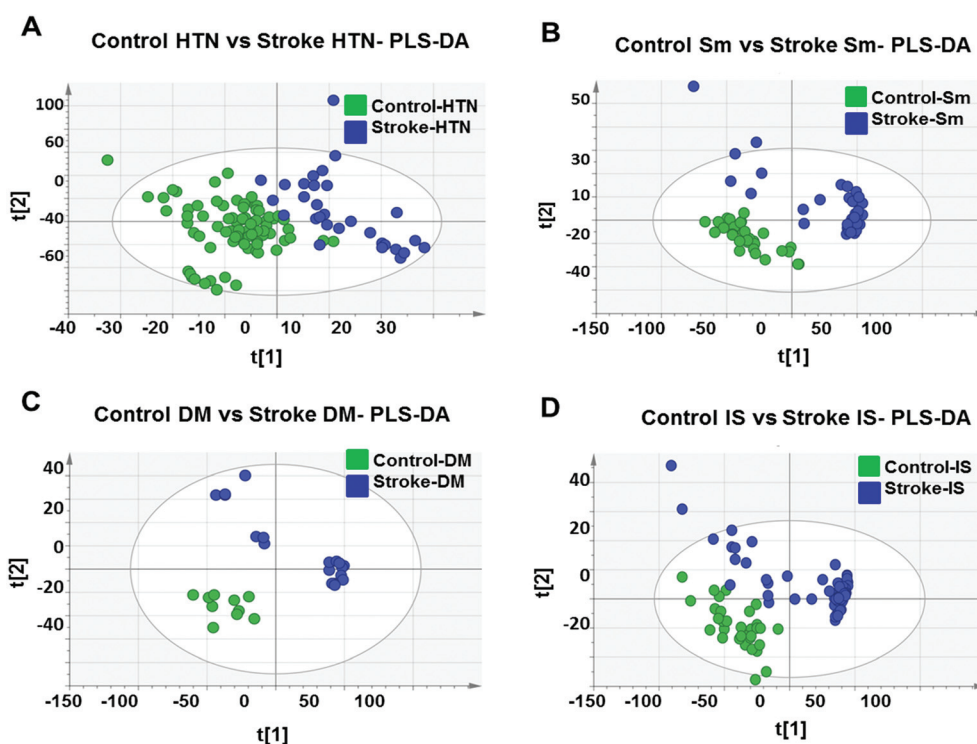 A
Control HTN vs Stroke HTN- PLS-DA
Control-HTN
Stroke-HTN
100
60
0
-40
-60
t[2]
-40 -30 -10 0 10 20 30
t[1]
B
Control Sm vs Stroke Sm- PLS-DA
Control-Sm
Stroke-Sm
50
30
10
-20
-40
t[2]
-150 -100 -50 0 50 100
t[1]
C
Control DM vs Stroke DM- PLS-DA
Control-DM
Stroke-DM
40
20
0
-20
-40
t[2]
-150 -100 -50 0 50 100
t[1]
D
Control IS vs Stroke IS- PLS-DA
Control-IS
Stroke-IS
40
20
0
-20
t[2]
-150 -100 -50 0 50 100
t[1]